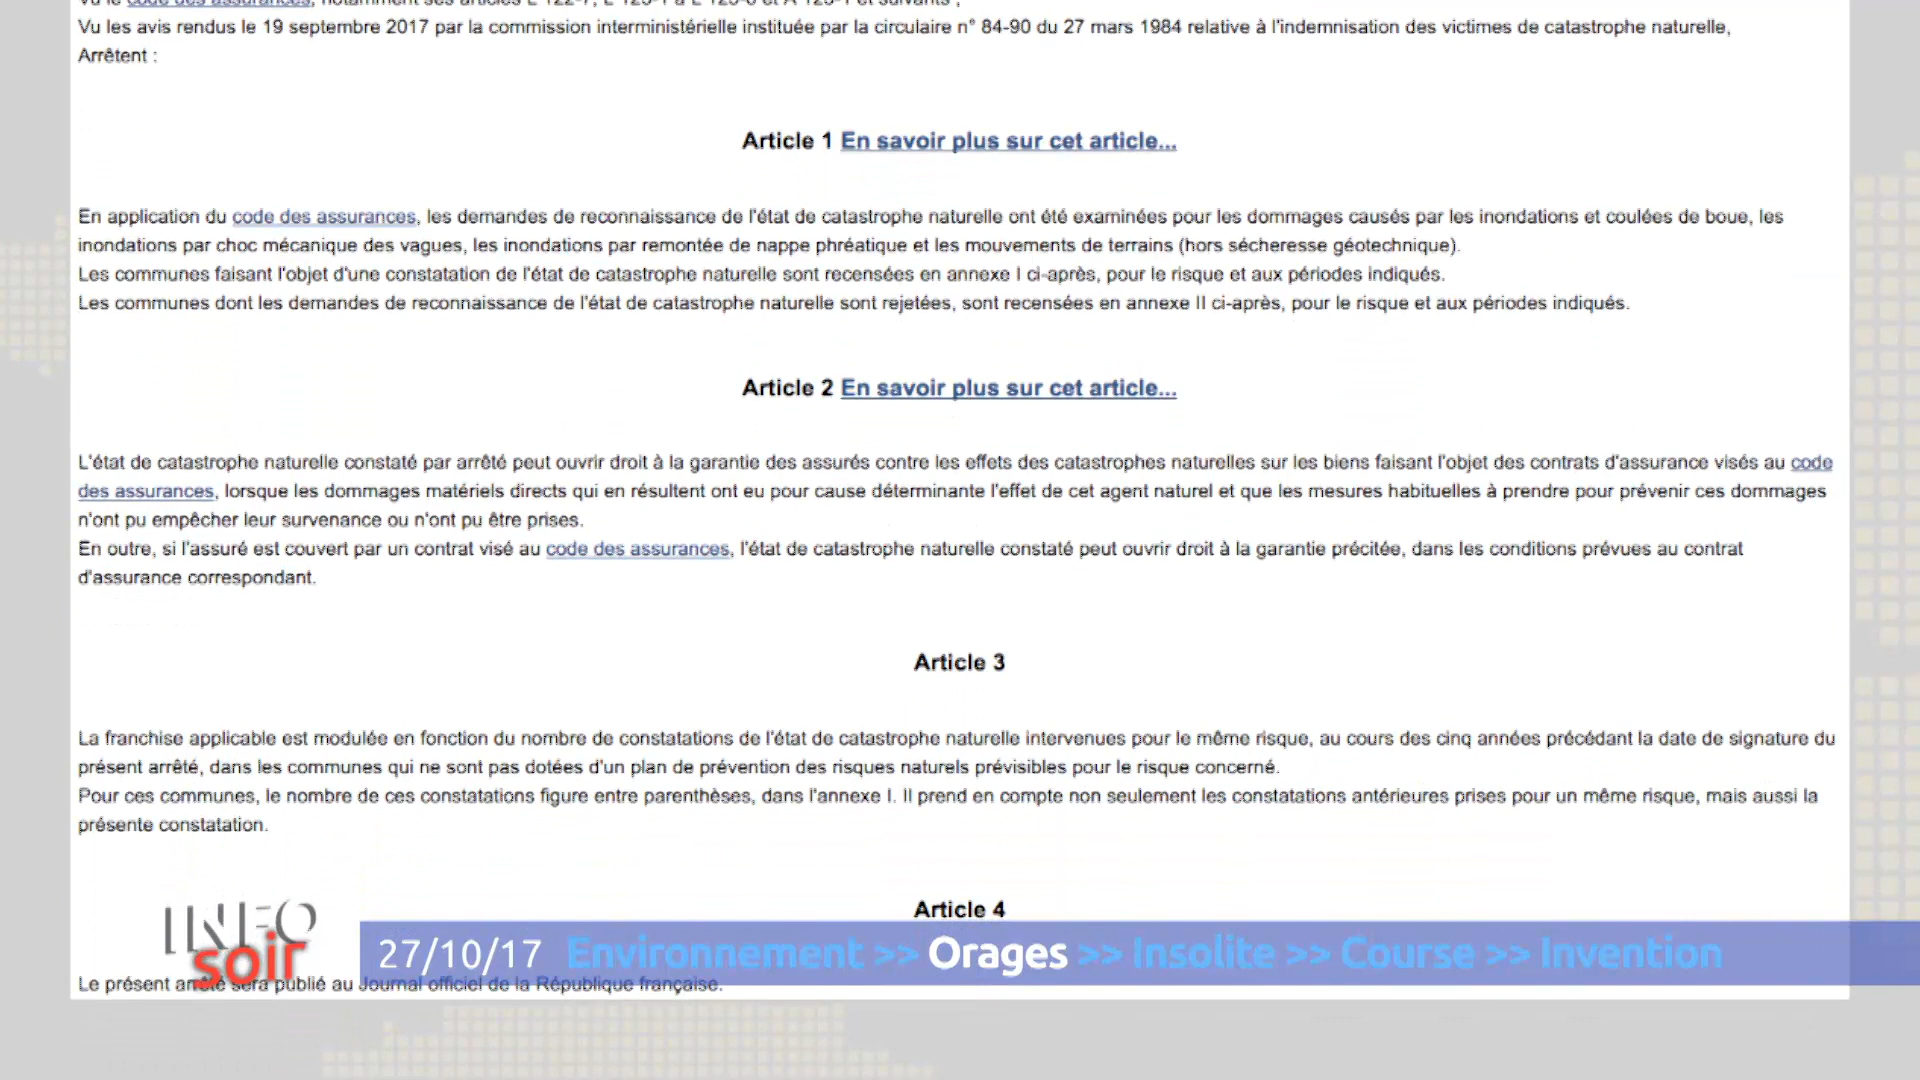 Vu le code des assurances, notamment ses articles L 122-7, L 125-1 à L 125-6 et A 125-1 et suivants ;
Vu les avis rendus le 19 septembre 2017 par la commission interministérielle instituée par la circulaire n° 84-90 du 27 mars 1984 relative à l'indemnisation des victimes de catastrophe naturelle,
Arrêtent :
Article 1 En savoir plus sur cet article...
En application du code des assurances, les demandes de reconnaissance de l'état de catastrophe naturelle ont été examinées pour les dommages causés par les inondations et coulées de boue, les
inondations par choc mécanique des vagues, les inondations par remontée de nappe phréatique et les mouvements de terrains (hors sécheresse géotechnique).
Les communes faisant l'objet d'une constatation de l'état de catastrophe naturelle sont recensées en annexe I ci-après, pour le risque et aux périodes indiqués.
Les communes dont les demandes de reconnaissance de l'état de catastrophe naturelle sont rejetées, sont recensées en annexe II ci-après, pour le risque et aux périodes indiqués.
Article 2 En savoir plus sur cet article...
L'état de catastrophe naturelle constaté par arrêté peut ouvrir droit à la garantie des assurés contre les effets des catastrophes naturelles sur les biens faisant l'objet des contrats d'assurance visés au code
des assurances, lorsque les dommages matériels directs qui en résultent ont eu pour cause déterminante l'effet de cet agent naturel et que les mesures habituelles à prendre pour prévenir ces dommages
n'ont pu empêcher leur survenance ou n'ont pu être prises.
En outre, si l'assuré est couvert par un contrat visé au code des assurances, l'état de catastrophe naturelle constaté peut ouvrir droit à la garantie précitée, dans les conditions prévues au contrat
d'assurance correspondant.
Article 3
La franchise applicable est modulée en fonction du nombre de constatations de l'état de catastrophe naturelle intervenues pour le même risque, au cours des cinq années précédant la date de signature du
présent arrêté, dans les communes qui ne sont pas dotées d'un plan de prévention des risques naturels prévisibles pour le risque concerné.
Pour ces communes, le nombre de ces constatations figure entre parenthèses, dans l'annexe I. Il prend en compte non seulement les constatations antérieures prises pour un même risque, mais aussi la
présente constatation.
Article 4
INFO
soir
27/10/17 Environnement >> Orages >> Insolite >> Course >> Invention
Le présent arrêté sera publié au Journal officiel de la République française.